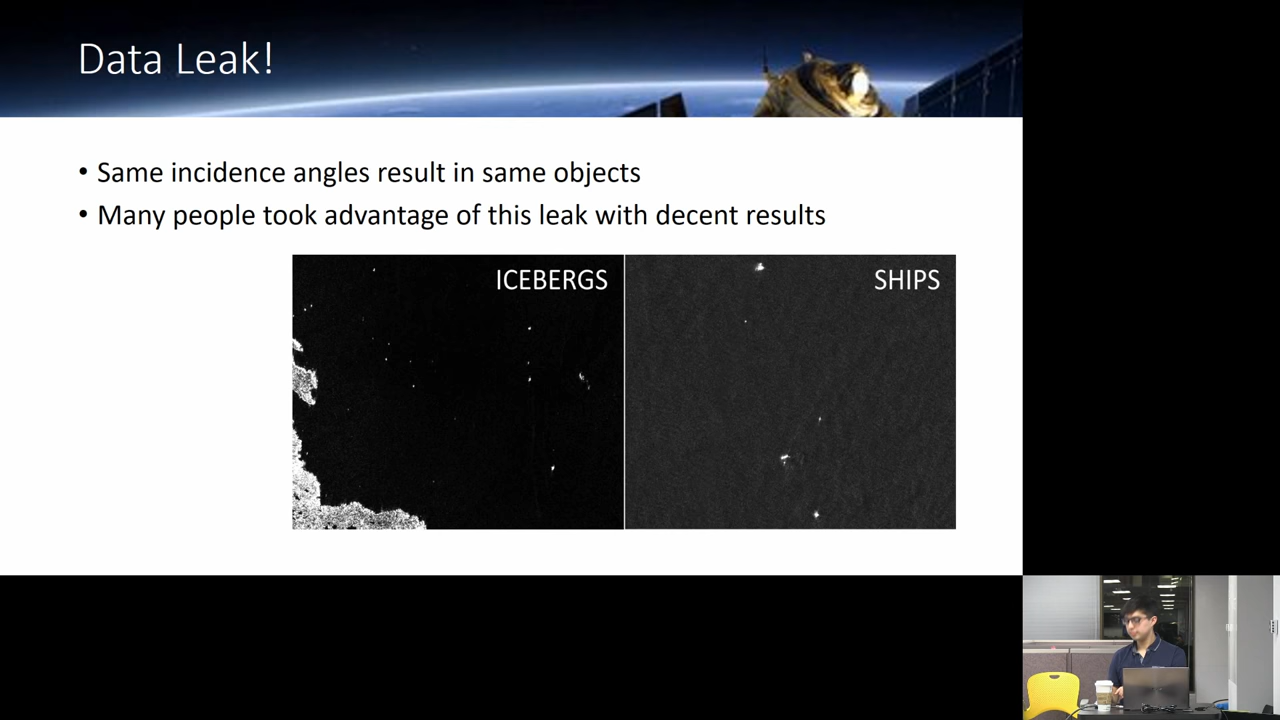 Data Leak!
• Same incidence angles result in same objects
• Many people took advantage of this leak with decent results
ICEBERGS
SHIPS